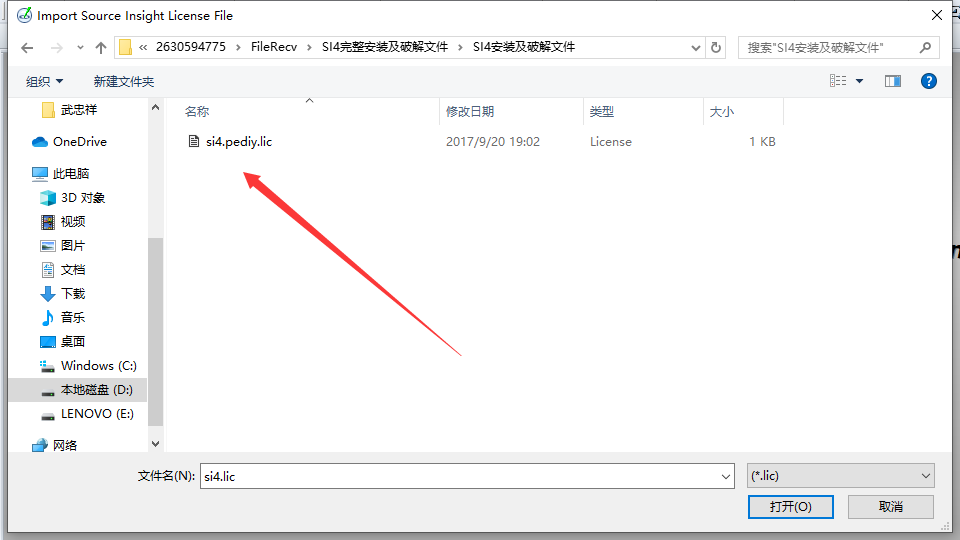 Import Source Insight License File
« 2630594775 › FileRecv › SI4完整安装及破解文件 › SI4安装及破解文件
搜索"SI4安装及破解文件"
组织 新建文件夹
名称 修改日期 类型 大小
武忠祥
si4.pediy.lic 2017/9/20 19:02 License 1 KB
OneDrive
此电脑
3D 对象
视频
图片
文档
下载
音乐
桌面
Windows (C:)
本地磁盘 (D:)
LENOVO (E:)
网络
文件名(N): si4.lic (*.lic)
打开(O) 取消